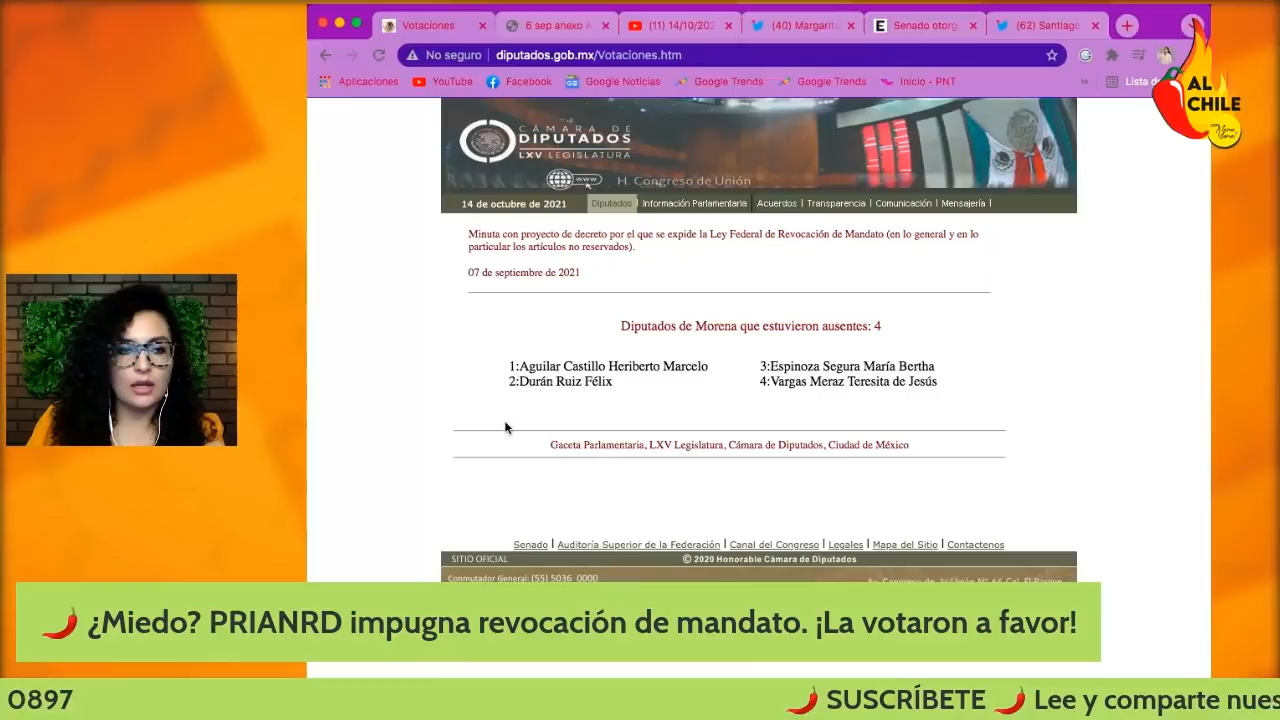 Votaciones
6 sep anexo A
(11) 14/10/202
(40) Margarita
Senado otorg
(62) Santiago
No seguro
diputados.gob.mx/Votaciones.htm
Aplicaciones
YouTube
Facebook
Google Noticias
Google Trends
Google Trends
Inicio - PNT
»
AL
CHILE
CÁMARA DE
DIPUTADOS
LXV LEGISLATURA
www
H. Congreso de Unión
14 de octubre de 2021
Diputados
Información Parlamentaria
Acuerdos | Transparencia | Comunicación | Mensajería |
Minuta con proyecto de decreto por el que se expide la Ley Federal de Revocación de Mandato (en lo general y en lo
particular los artículos no reservados).
07 de septiembre de 2021
Diputados de Morena que estuvieron ausentes: 4
1:Aguilar Castillo Heriberto Marcelo
3:Espinoza Segura María Bertha
2:Durán Ruiz Félix
4:Vargas Meraz Teresita de Jesús
Gaceta Parlamentaria, LXV Legislatura, Cámara de Diputados, Ciudad de México
Senado | Auditoría Superior de la Federación | Canal del Congreso | Legales | Mapa del Sitio | Contactenos
SITIO OFICIAL
© 2020 Honorable Cámara de Diputados
Conmutador General: (55) 5036 0000
🌶️ ¿Miedo? PRIANRD impugna revocación de mandato. ¡La votaron a favor!
0897
🌶️ SUSCRÍBETE 🌶️ Lee y comparte nues